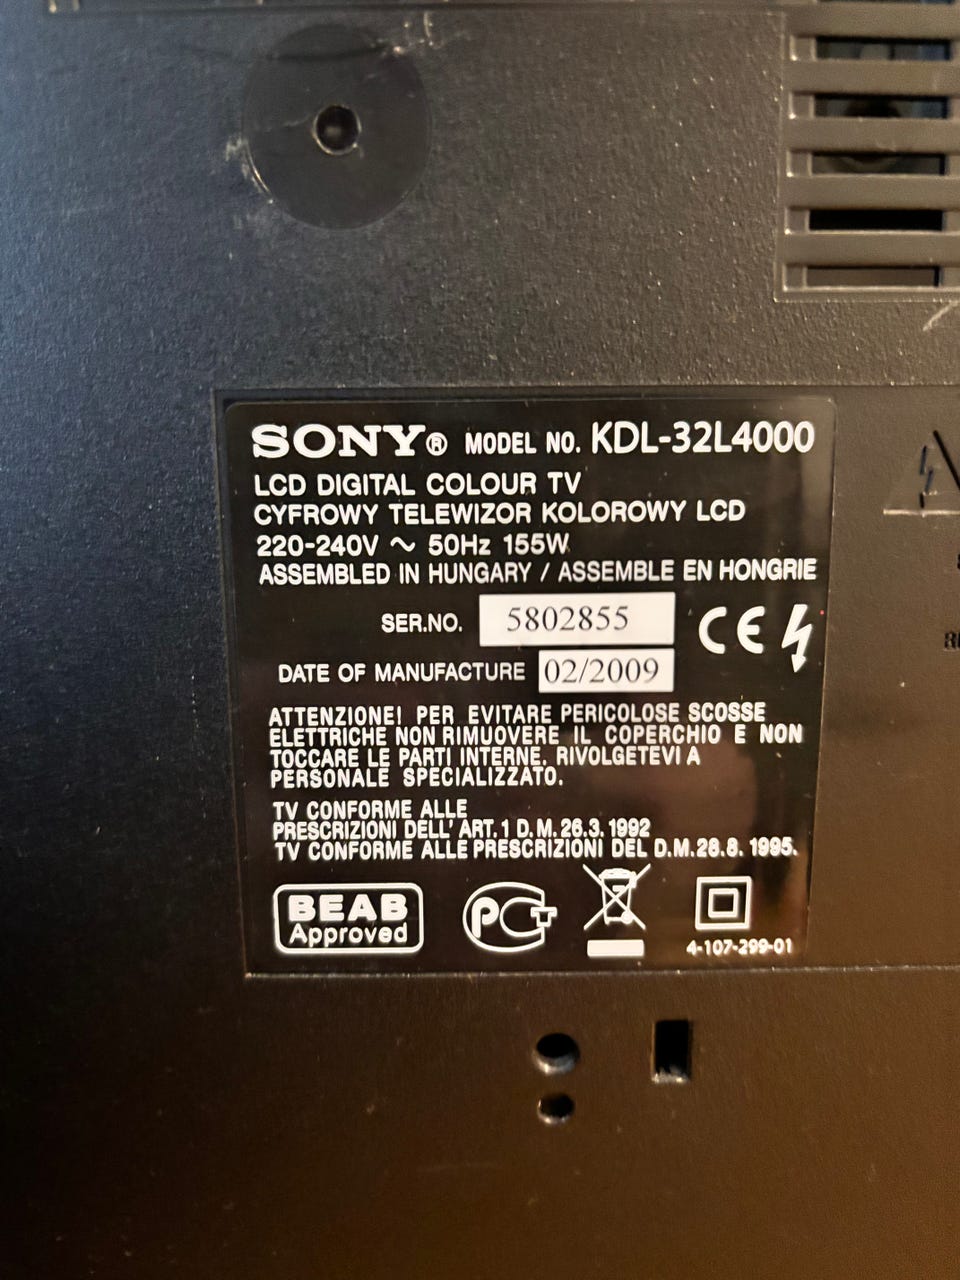 SONY® MODEL NO. KDL-32L4000
LCD DIGITAL COLOUR TV
CYFROWY TELEWIZOR KOLOROWY LCD
220-240V ~ 50Hz 155W
ASSEMBLED IN HUNGARY / ASSEMBLE EN HONGRIE
SER.NO. 5802855
CE
DATE OF MANUFACTURE 02/2009
ATTENZIONE! PER EVITARE PERICOLOSE SCOSSE
ELETTRICHE NON RIMUOVERE IL COPERCHIO E NON
TOCCARE LE PARTI INTERNE. RIVOLGETEVI A
PERSONALE SPECIALIZZATO.
TV CONFORME ALLE
PRESCRIZIONI DELL' ART.1 D.M.26.3.1992
TV CONFORME ALLE PRESCRIZIONI DEL D.M.28.8.1995.
BEAB
Approved
PCT
4-107-299-01